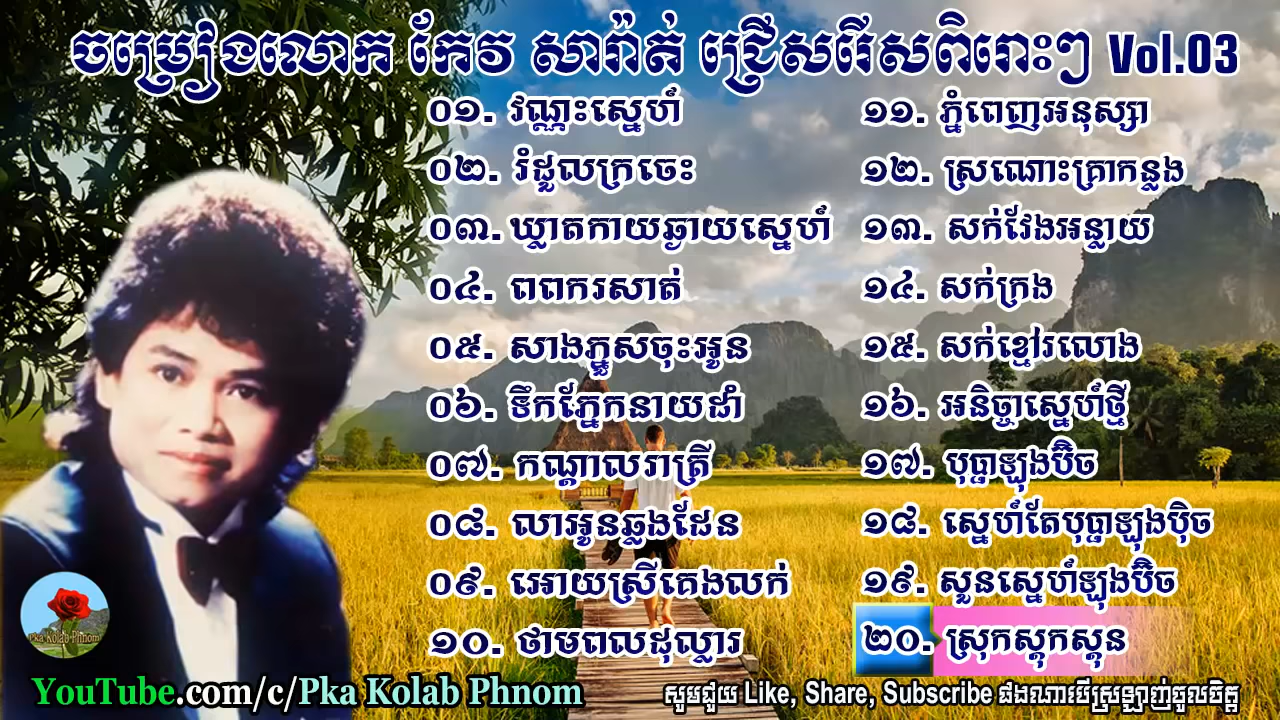 ចម្រៀងលោក កែវ សារ៉ាត់ ជ្រើសរើសពិរោះៗ Vol.03
០១. វណ្ណះស្នេហ៍
០២. រំដួលក្រចេះ
០៣. ឃ្លាតកាយឆ្ងាយស្នេហ៍
០៤. ពពករសាត់
០៥. សាងភ្នួសចុះអូន
០៦. ទឹកភ្នែកនាយដាំ
០៧. កណ្ដាលរាត្រី
០៨. លាអូនឆ្លងដែន
០៩. អោយស្រីគេងលក់
១០. ថាមពលដុល្លារ
១១. ភ្នំពេញអនុស្សា
១២. ស្រណោះគ្រាកន្លង
១៣. សក់វែងអន្លាយ
១៤. សក់ក្រង
១៥. សក់ខ្មៅរលោង
១៦. អនិច្ចាស្នេហ៍ថ្មី
១៧. បុប្ផាឡុងប៊ិច
១៨. ស្នេហ៍តែបុប្ផាឡុងប៉ិច
១៩. សួនស្នេហ៍ឡុងប៊ិច
២០. ស្រុកស្ដុកស្ដុន
Pka Kolab Phnom
YouTube.com/c/Pka Kolab Phnom
សូមជួយ Like, Share, Subscribe ផងណាបើស្រឡាញ់ចូលចិត្ត